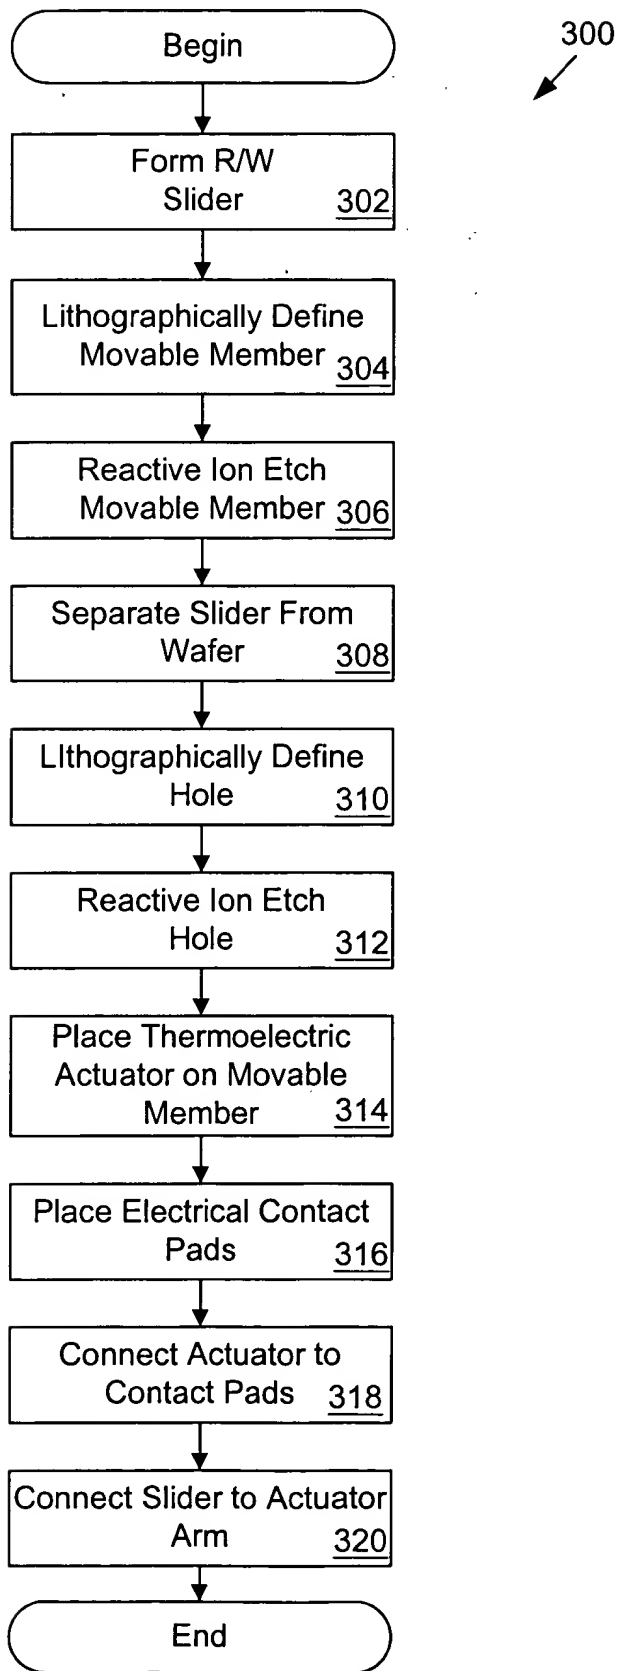 Begin
300
Form R/W
Slider 302
Lithographically Define
Movable Member 304
Reactive Ion Etch
Movable Member 306
Separate Slider From
Wafer 308
LIthographically Define
Hole 310
Reactive Ion Etch
Hole 312
Place Thermoelectric
Actuator on Movable
Member 314
Place Electrical Contact
Pads 316
Connect Actuator to
Contact Pads 318
Connect Slider to Actuator
Arm 320
End